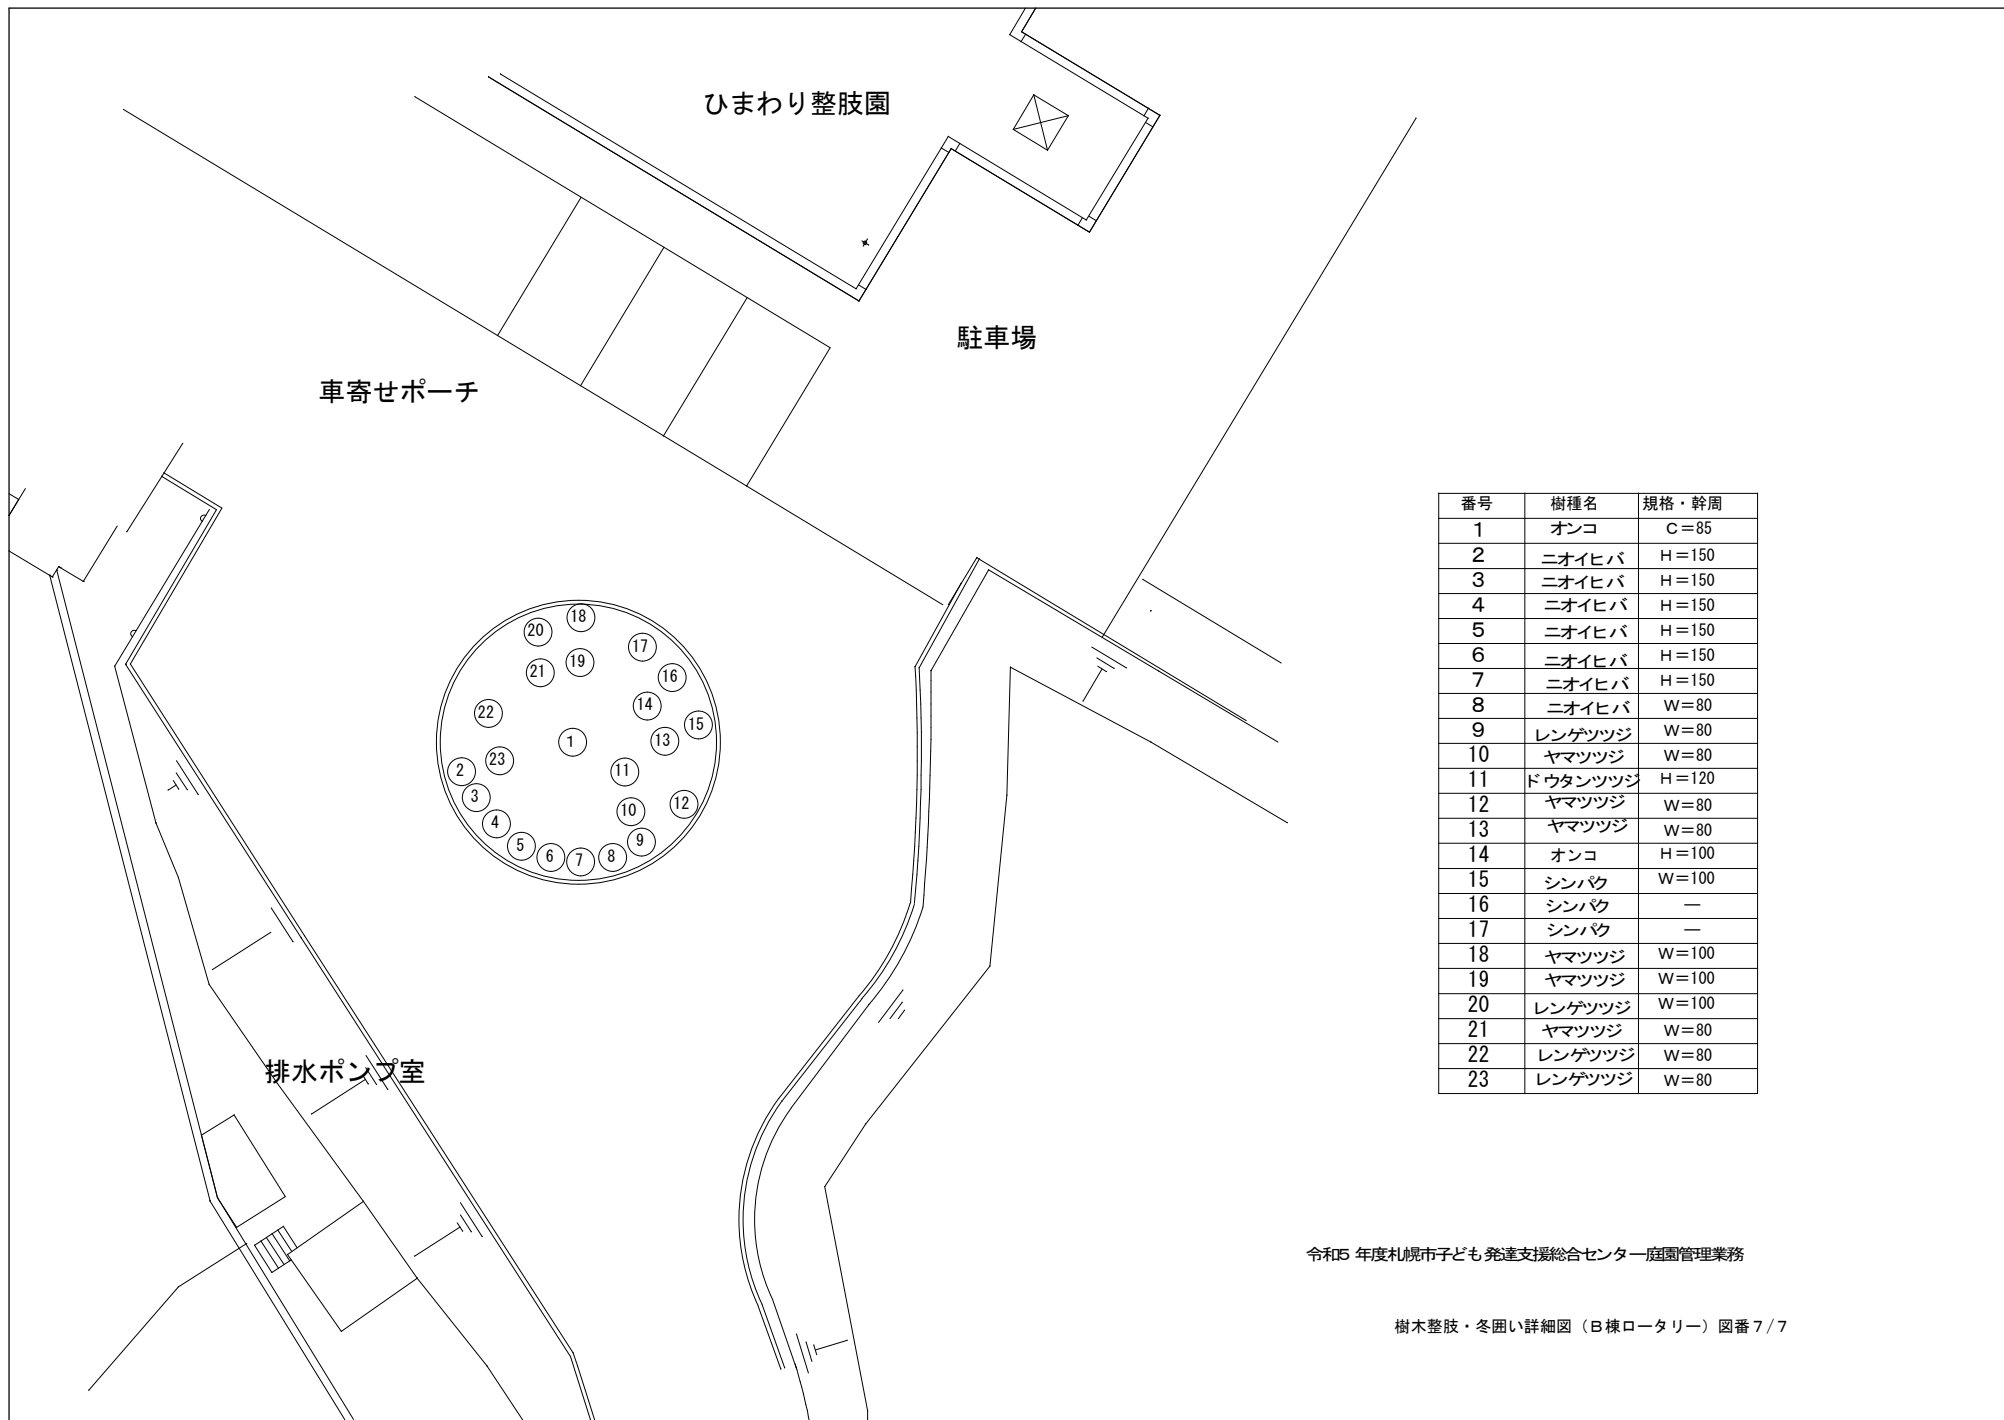 ひまわり整肢園
駐車場
車寄せポーチ
18
20
17
19
21
16
14
22
15
1
13
23
2
11
3
12
10
4
9
5
6
7
8
排水ポンプ室
番号 樹種名 規格・幹周
1 オンコ C＝85
2 ニオイヒバ H＝150
3 ニオイヒバ H＝150
4 ニオイヒバ H＝150
5 ニオイヒバ H＝150
6 ニオイヒバ H＝150
7 ニオイヒバ H＝150
8 ニオイヒバ W＝80
9 レンゲツツジ W＝80
10 ヤマツツジ W＝80
11 ドウタンツツジ H＝120
12 ヤマツツジ W＝80
13 ヤマツツジ W＝80
14 オンコ H＝100
15 シンパク W＝100
16 シンパク ―
17 シンパク ―
18 ヤマツツジ W＝100
19 ヤマツツジ W＝100
20 レンゲツツジ W＝100
21 ヤマツツジ W＝80
22 レンゲツツジ W＝80
23 レンゲツツジ W＝80
令和5 年度札幌市子ども発達支援総合センター庭園管理業務
樹木整肢・冬囲い詳細図（B棟ロータリー）図番７/７